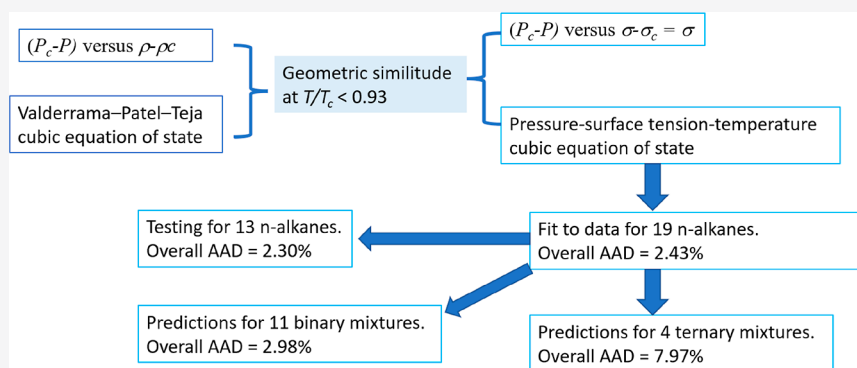 (Pc-P) versus ρ-ρc
Valderrama–Patel–Teja
cubic equation of state
Geometric similitude
at T/Tc < 0.93
(Pc-P) versus σ-σc = σ
Pressure-surface tension-temperature
cubic equation of state
Fit to data for 19 n-alkanes.
Overall AAD = 2.43%
Testing for 13 n-alkanes.
Overall AAD = 2.30%
Predictions for 11 binary mixtures.
Overall AAD = 2.98%
Predictions for 4 ternary mixtures.
Overall AAD = 7.97%